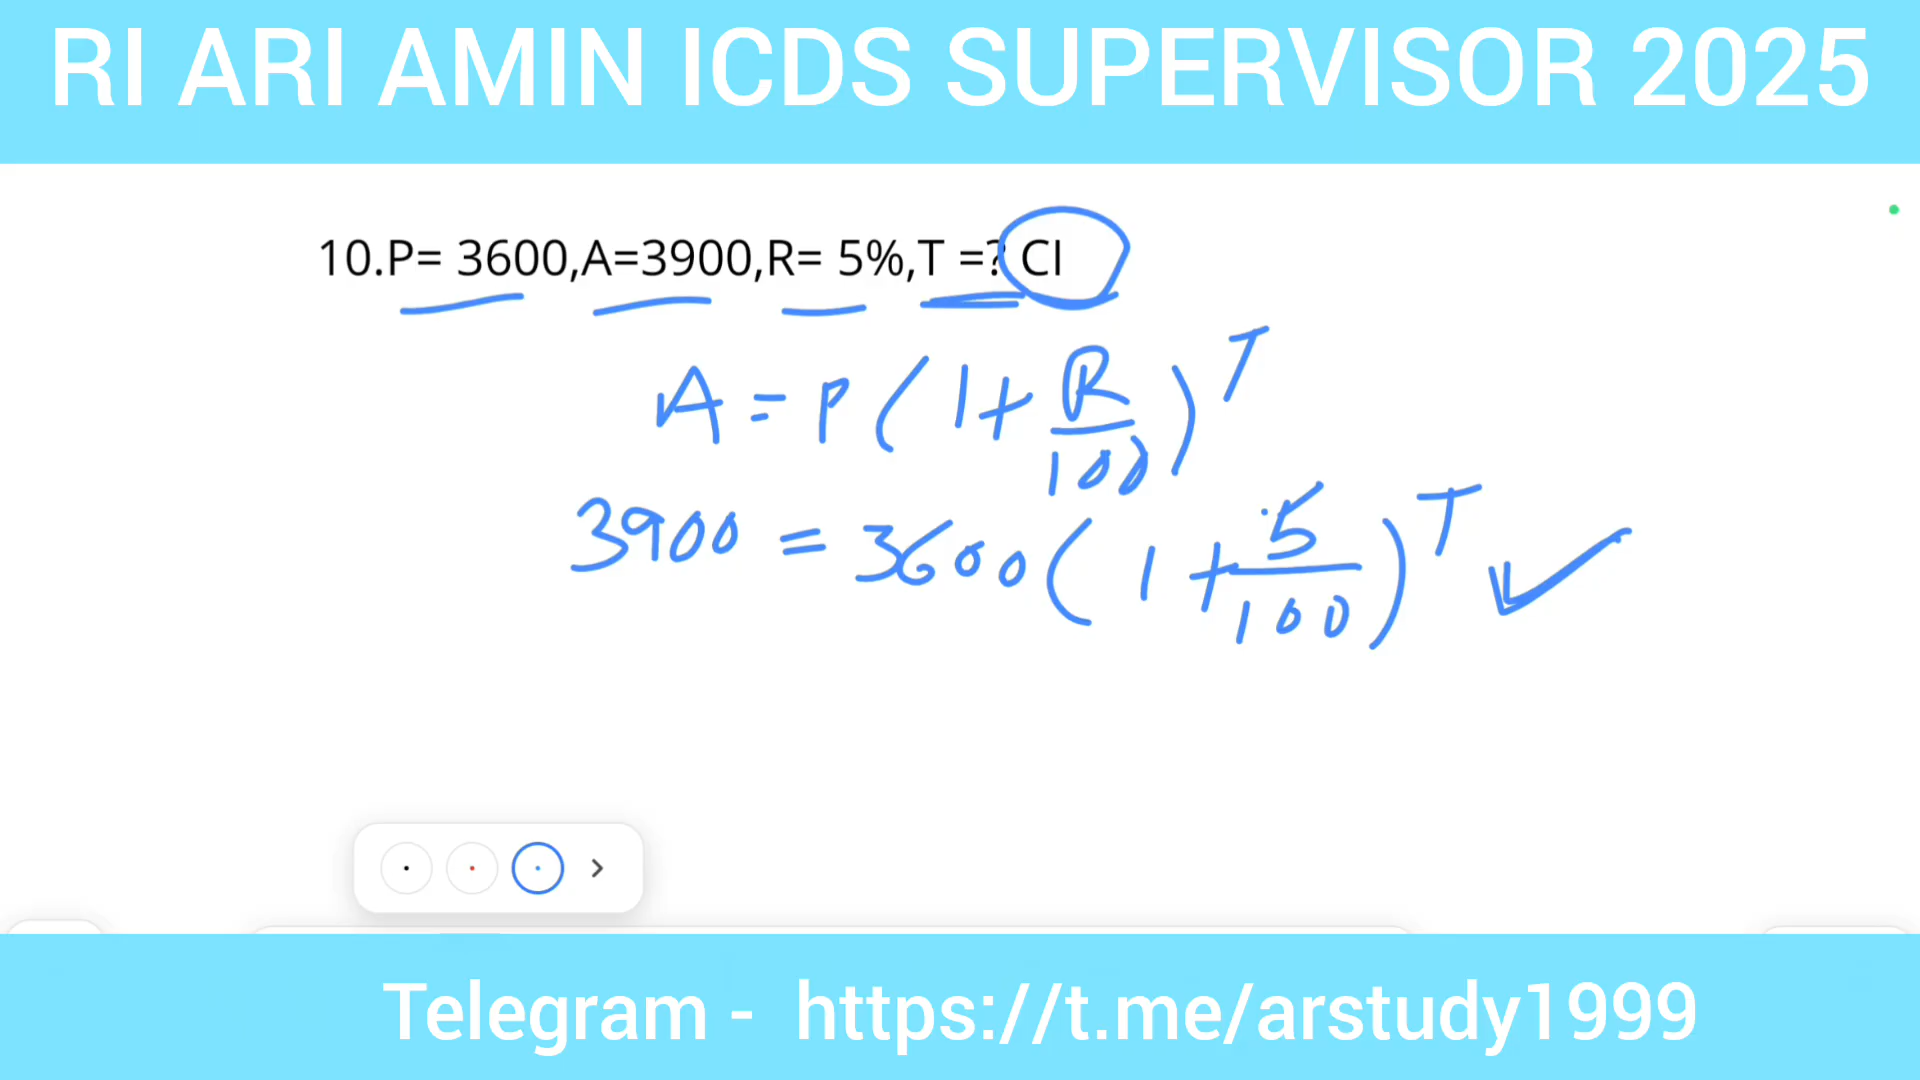 RI ARI AMIN ICDS SUPERVISOR 2025
10.P= 3600,A=3900,R= 5%,T =? CI
A = P ( 1 + R/100 )^T
3900 = 3600 ( 1 + 5/100 )^T
Telegram - https://t.me/arstudy1999